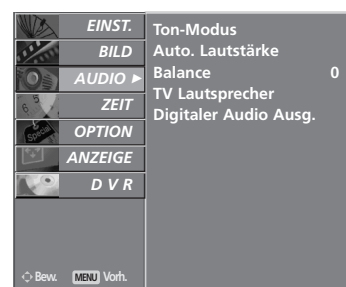 EINST.
BILD
AUDIO ►
ZEIT
OPTION
ANZEIGE
D V R
Ton-Modus
Auto. Lautstärke
Balance 0
TV Lautsprecher
Digitaler Audio Ausg.
Bew. MENU Vorh.